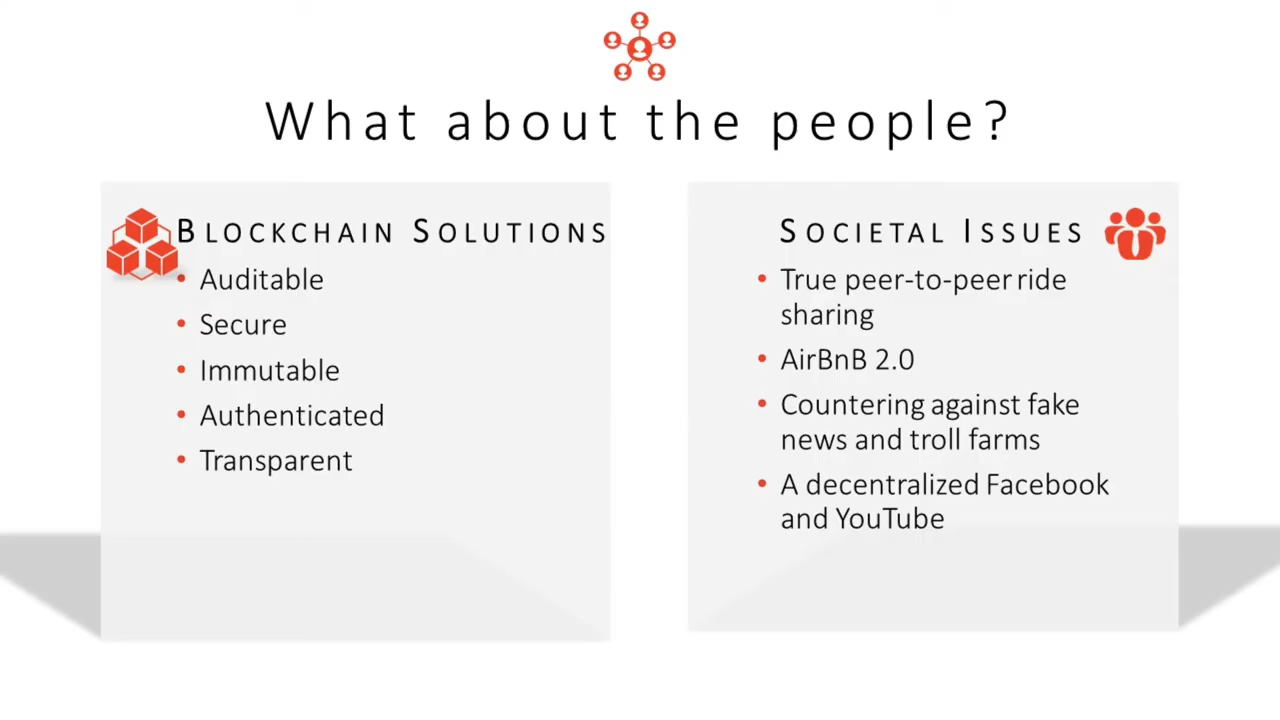 What about the people?
BLOCKCHAIN SOLUTIONS
• Auditable
• Secure
• Immutable
• Authenticated
• Transparent
SOCIETAL ISSUES
• True peer-to-peer ride
sharing
• AirBnB 2.0
• Countering against fake
news and troll farms
• A decentralized Facebook
and YouTube